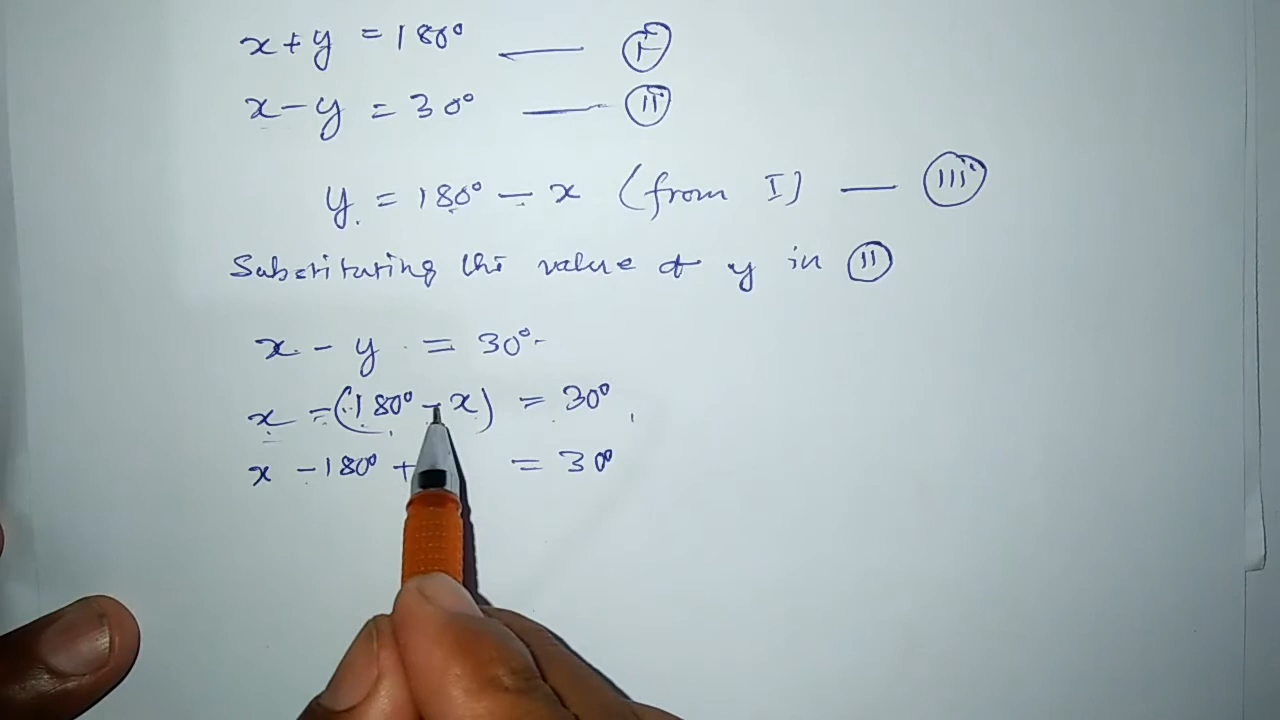 x + y = 180° — I
x - y = 30° — II
y = 180° - x (from I) — III
Substituting the value of y in II
x - y = 30°
x - (180° - x) = 30°
x - 180° + = 30°